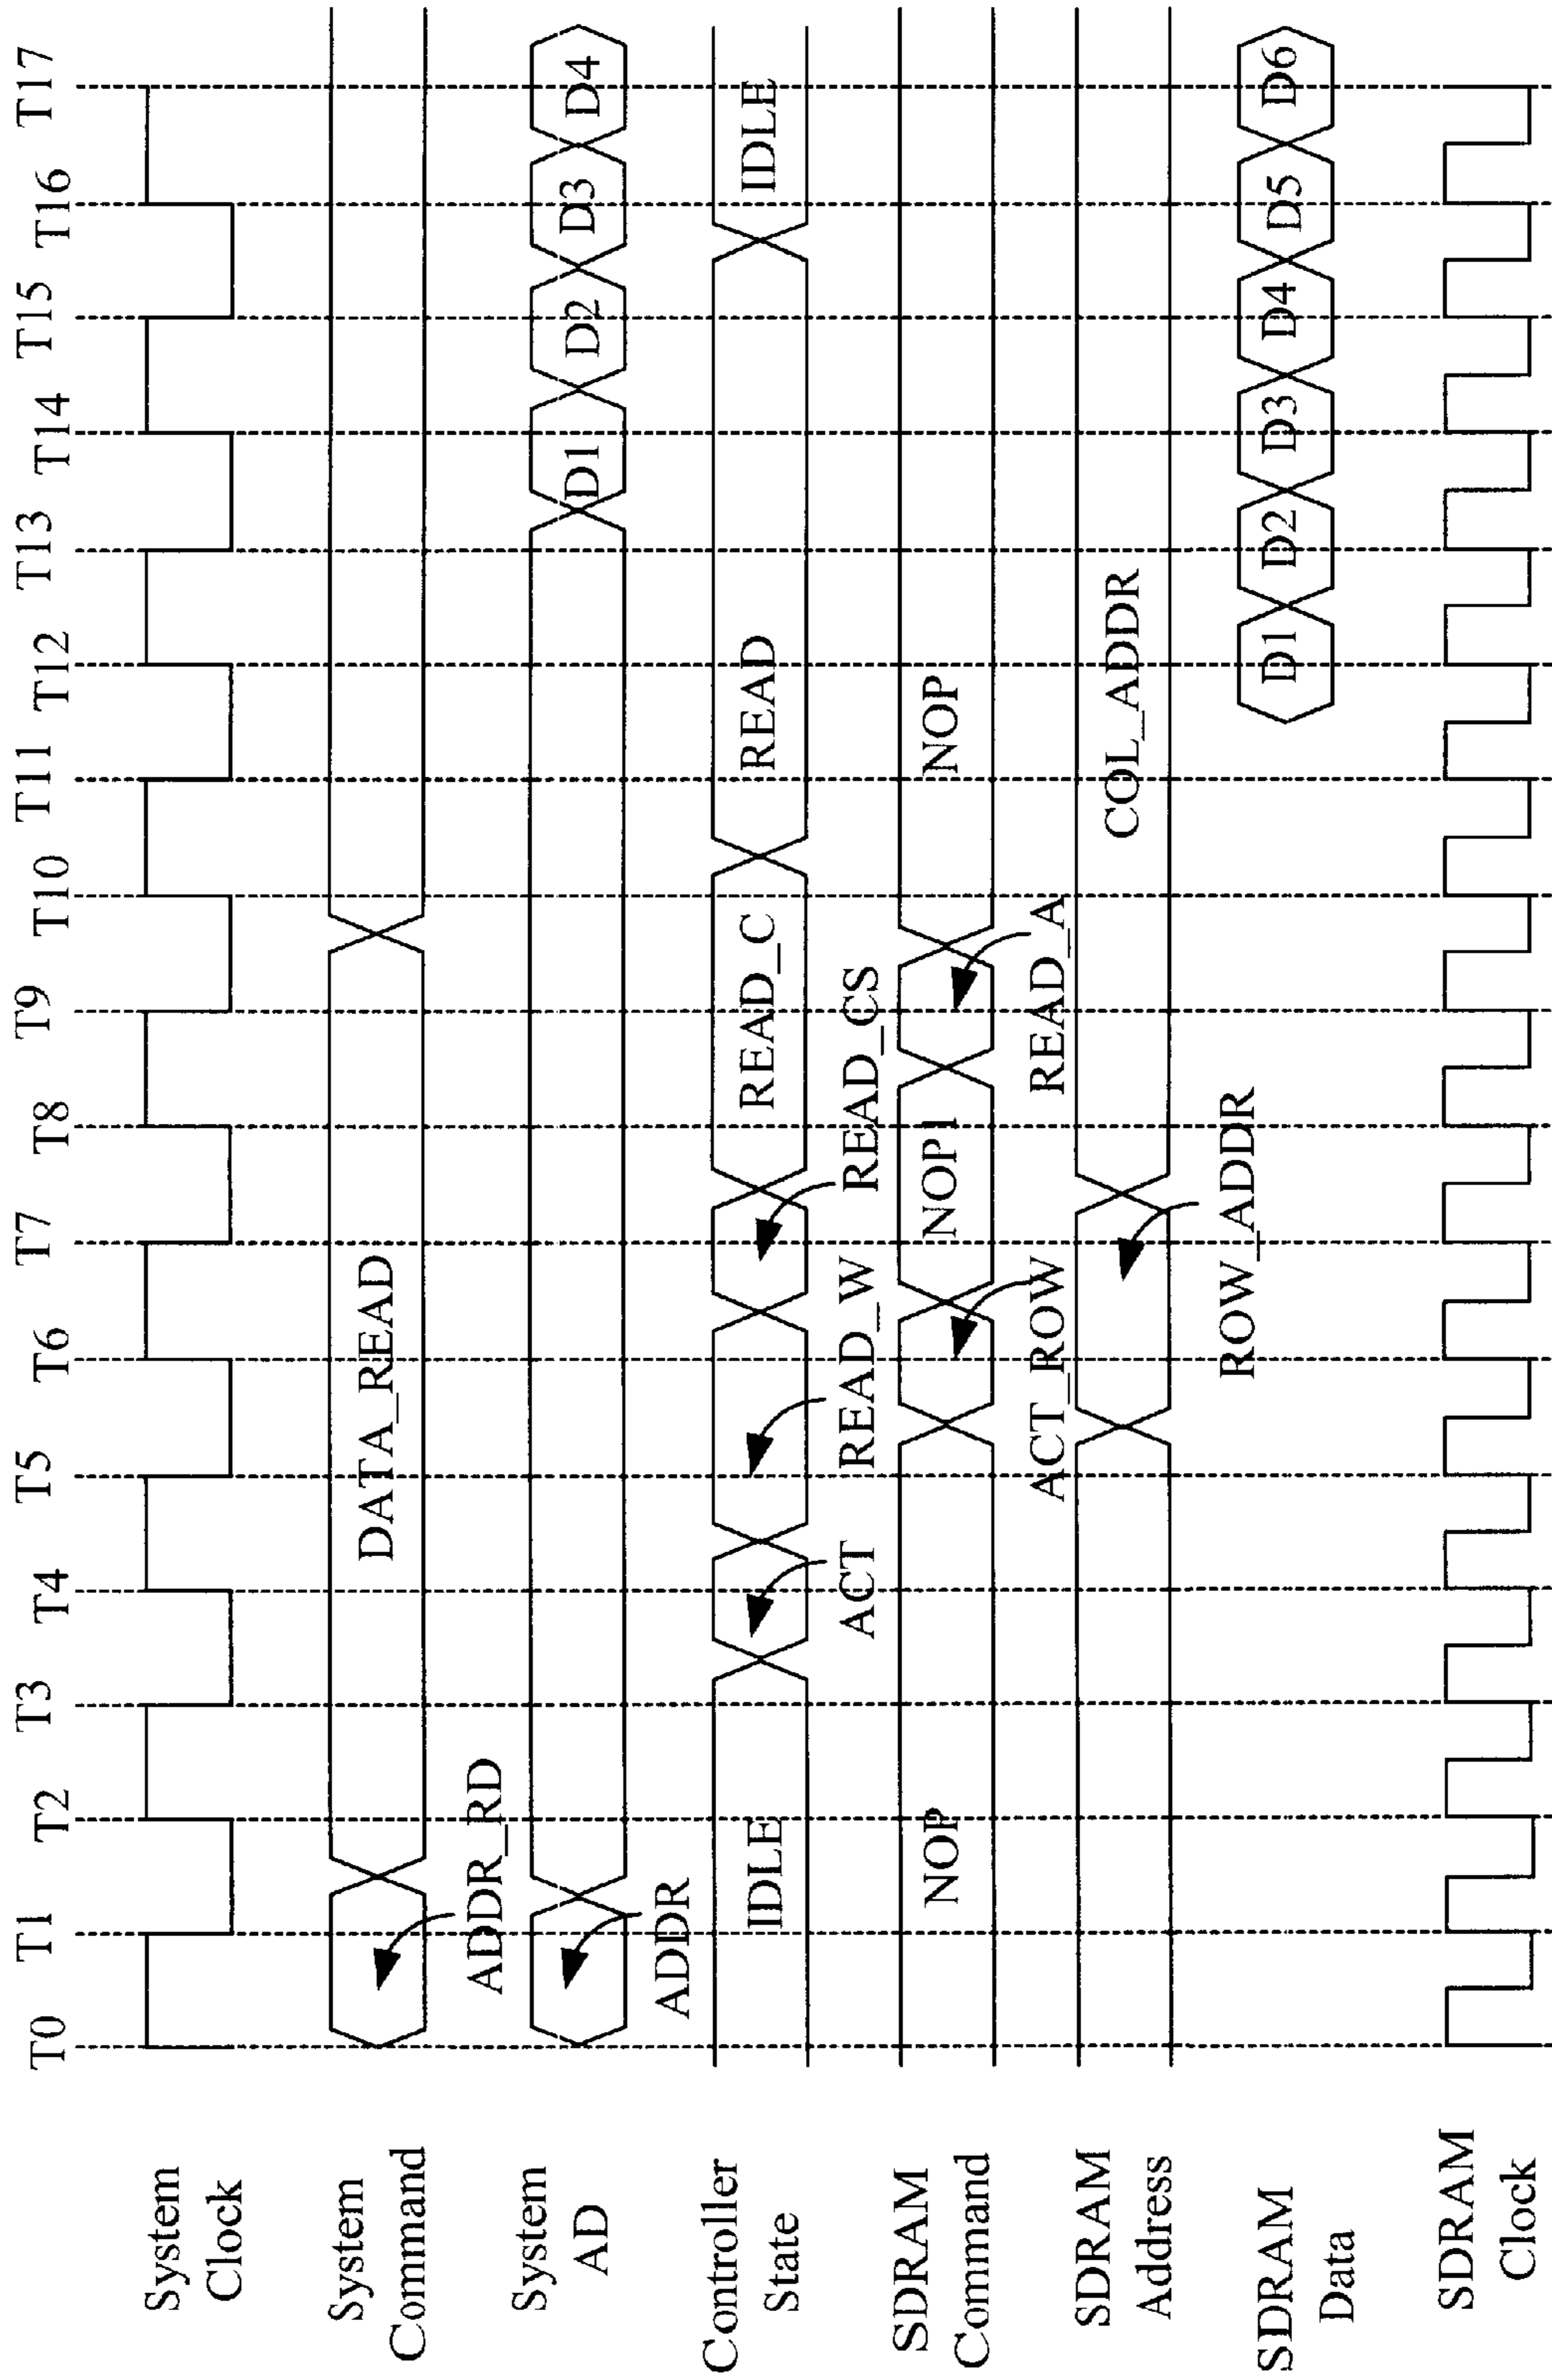 T0 T1 T2 T3 T4 T5 T6 T7 T8 T9 T10 T11 T12 T13 T14 T15 T16 T17
System
Clock
System
Command
DATA_READ
ADDR_RD
System
AD
D1 D2 D3 D4
ADDR
Controller
State
IDLE READ_C READ IDLE
ACT READ_W READ_CS
SDRAM
Command
NOP NOP1 NOP
ACT_ROW READ_A
SDRAM
Address
COL_ADDR
ROW_ADDR
SDRAM
Data
D1 D2 D3 D4 D5 D6
SDRAM
Clock